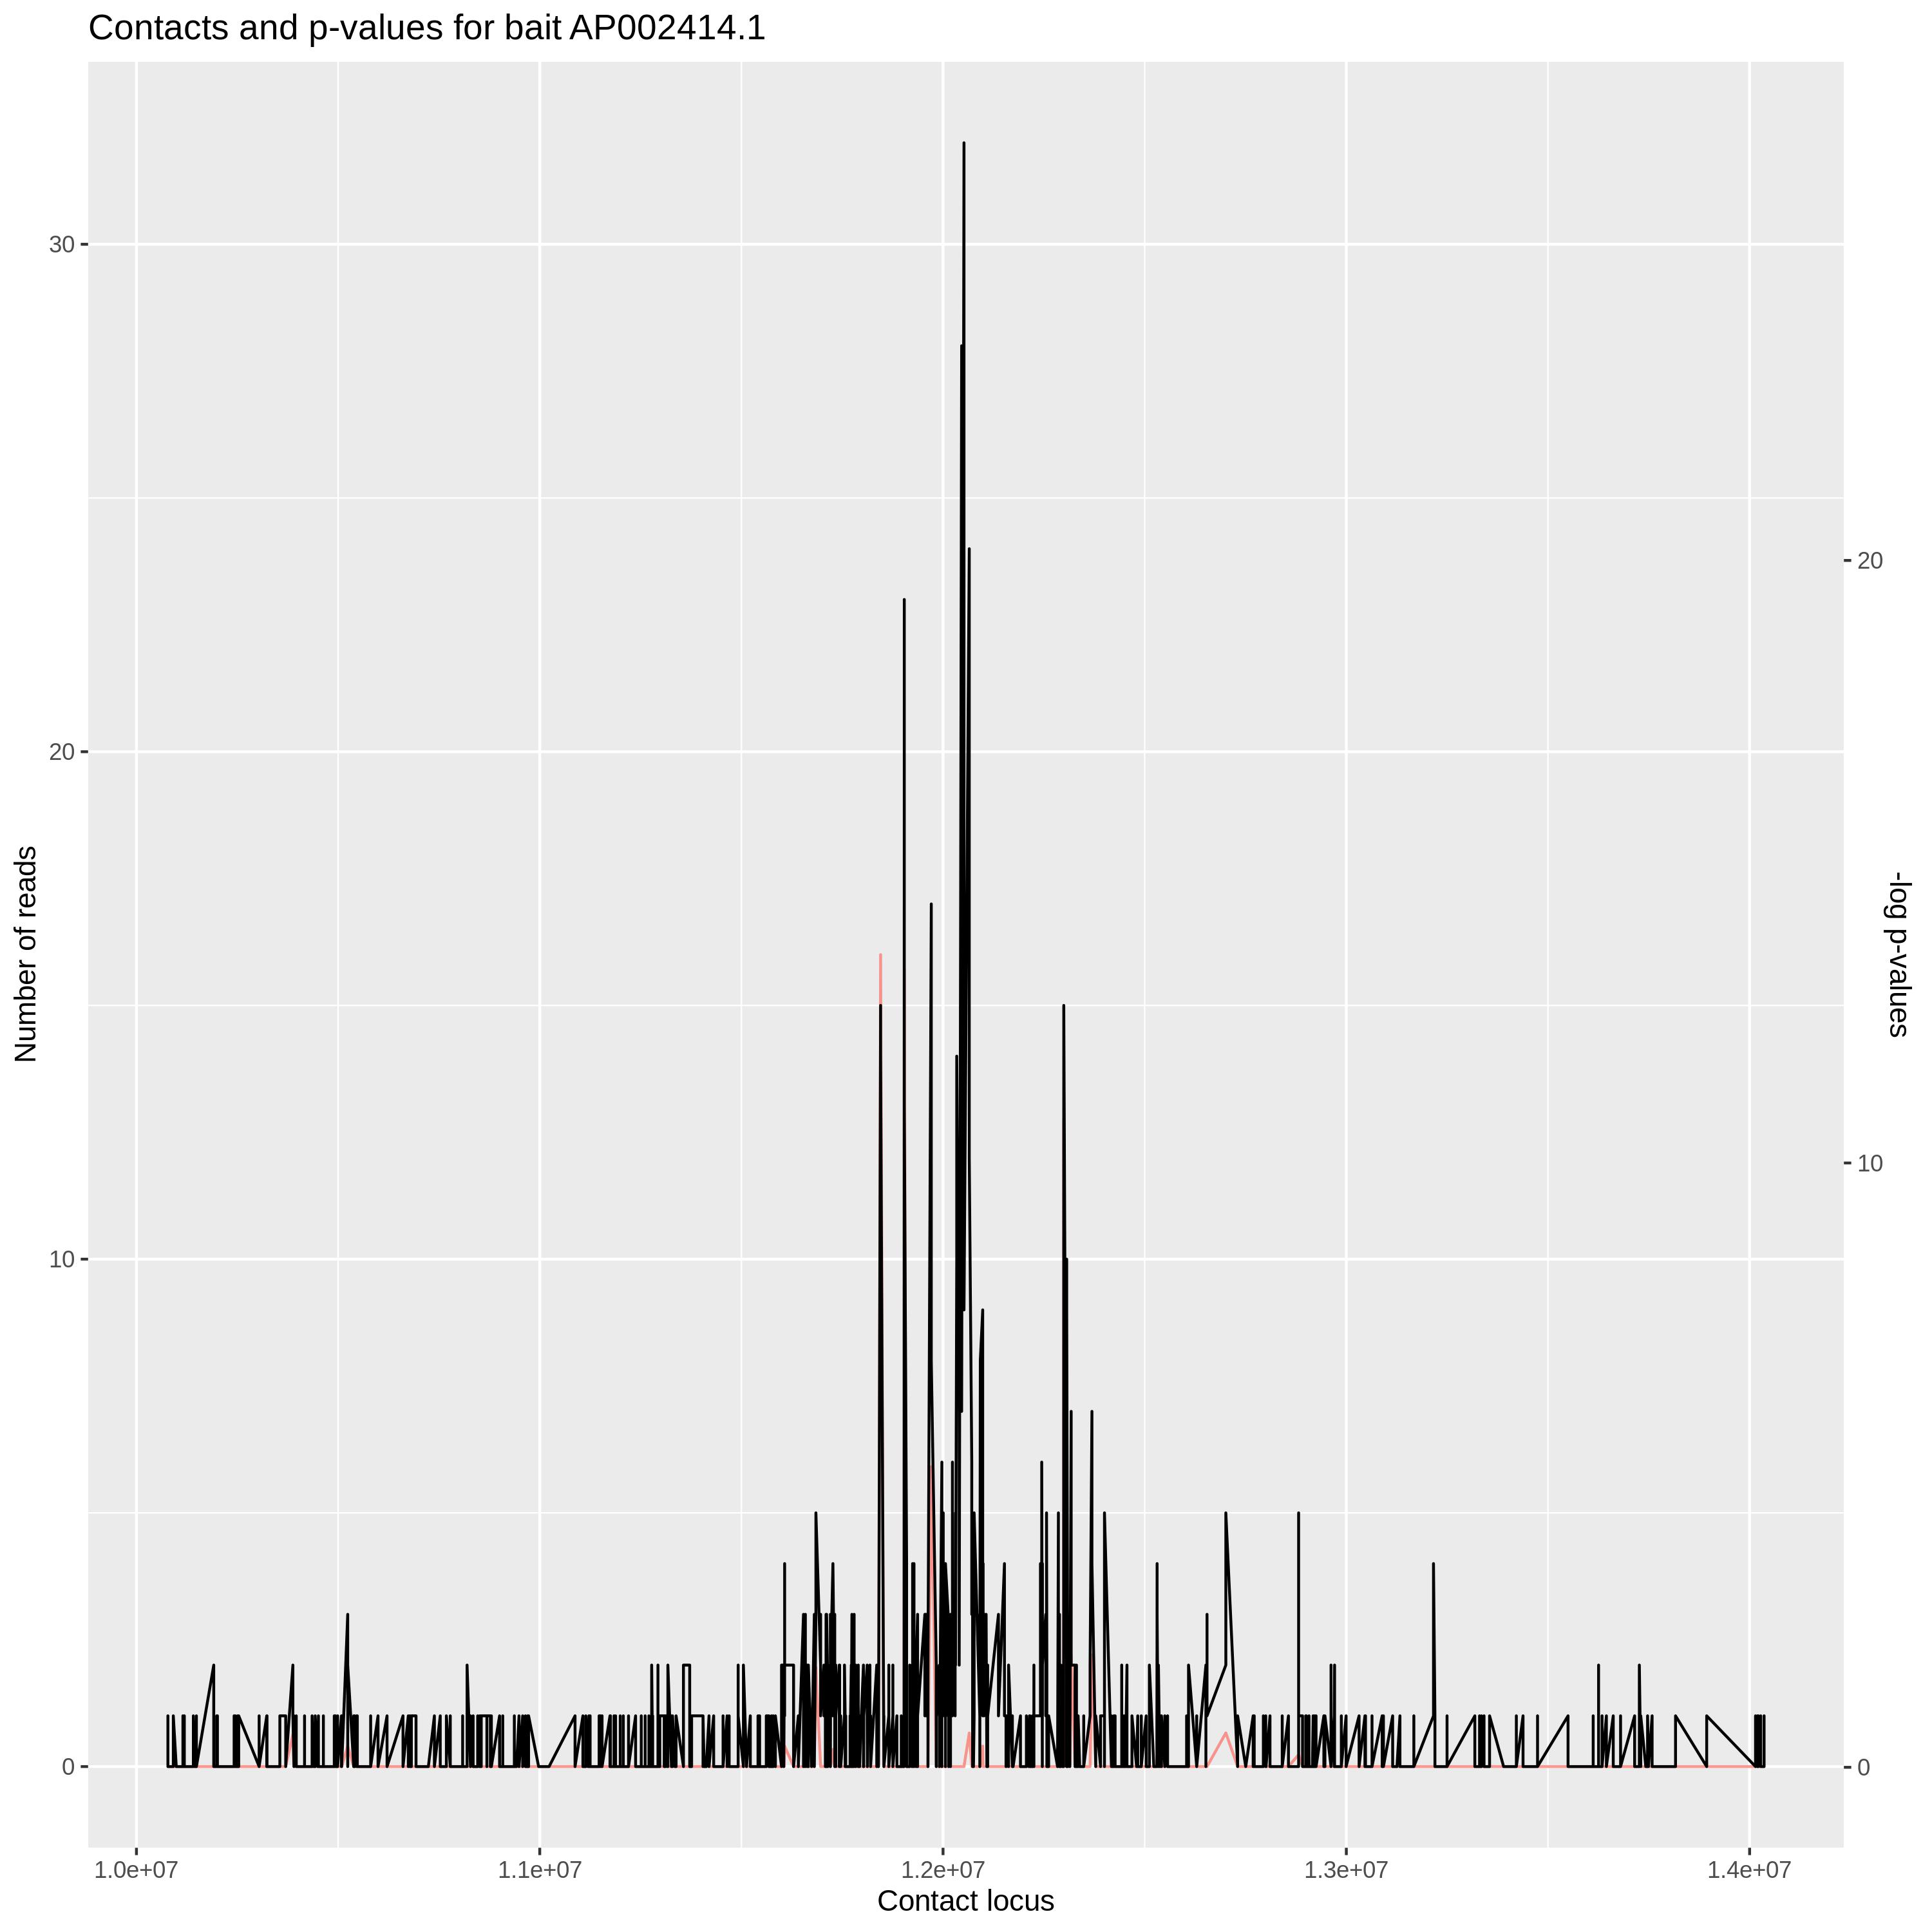 Contacts and p-values for bait AP002414.1
30
20
10
0
20
10
0
Number of reads
-log p-values
1.0e+07
1.1e+07
1.2e+07
1.3e+07
1.4e+07
Contact locus